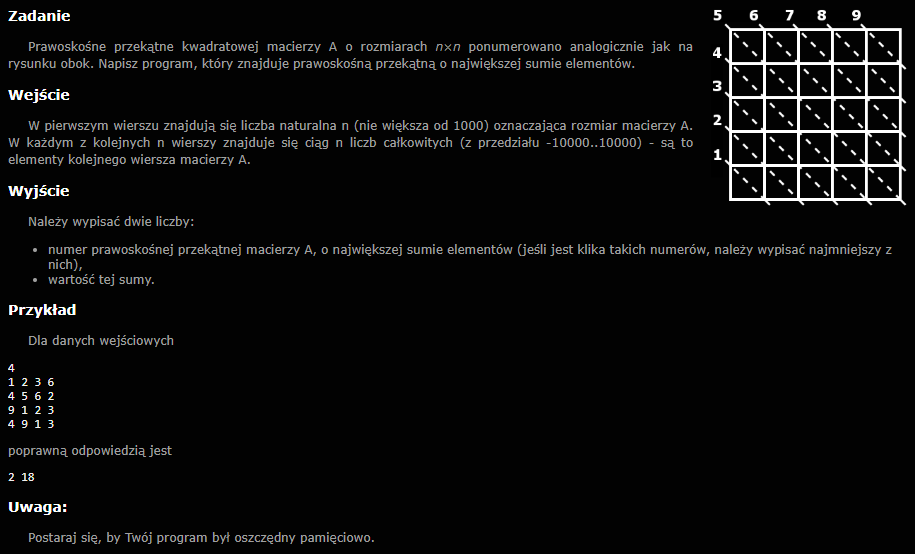 Zadanie
5 6 7 8 9
4
3
2
1
Prawoskośne przekątne kwadratowej macierzy A o rozmiarach n×n ponumerowano analogicznie jak na
rysunku obok. Napisz program, który znajduje prawoskośną przekątną o największej sumie elementów.
Wejście
W pierwszym wierszu znajdują się liczba naturalna n (nie większa od 1000) oznaczająca rozmiar macierzy A.
W każdym z kolejnych n wierszy znajduje się ciąg n liczb całkowitych (z przedziału -10000..10000) - są to
elementy kolejnego wiersza macierzy A.
Wyjście
Należy wypisać dwie liczby:
• numer prawoskośnej przekątnej macierzy A, o największej sumie elementów (jeśli jest klika takich numerów, należy wypisać najmniejszy z
nich),
• wartość tej sumy.
Przykład
Dla danych wejściowych
4
1 2 3 6
4 5 6 2
9 1 2 3
4 9 1 3
poprawną odpowiedzią jest
2 18
Uwaga:
Postaraj się, by Twój program był oszczędny pamięciowo.